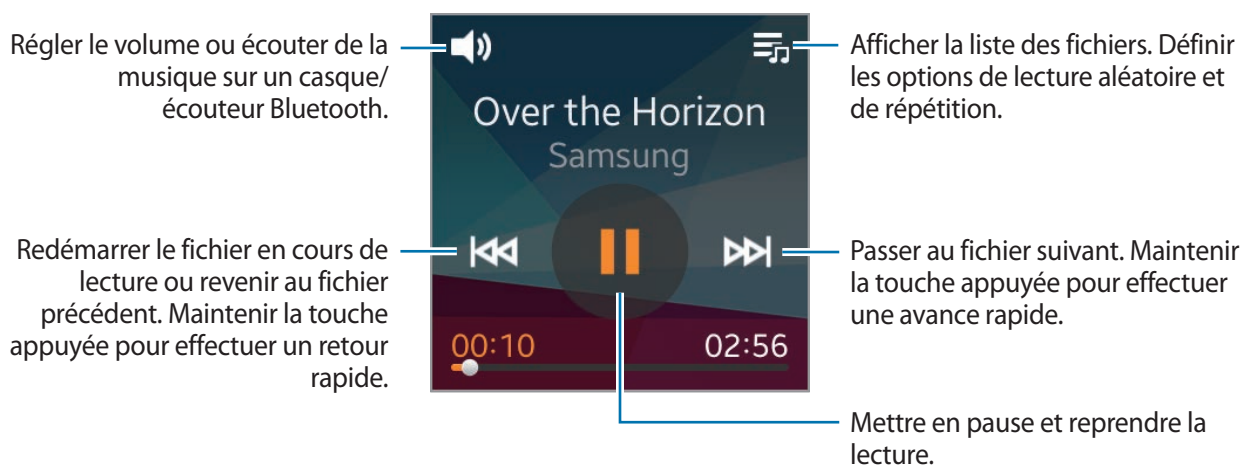 Régler le volume ou écouter de la
musique sur un casque/
écouteur Bluetooth.
Afficher la liste des fichiers. Définir
les options de lecture aléatoire et
de répétition.
Over the Horizon
Samsung
Redémarrer le fichier en cours de
lecture ou revenir au fichier
précédent. Maintenir la touche
appuyée pour effectuer un retour
rapide.
Passer au fichier suivant. Maintenir
la touche appuyée pour effectuer
une avance rapide.
00:10
02:56
Mettre en pause et reprendre la
lecture.